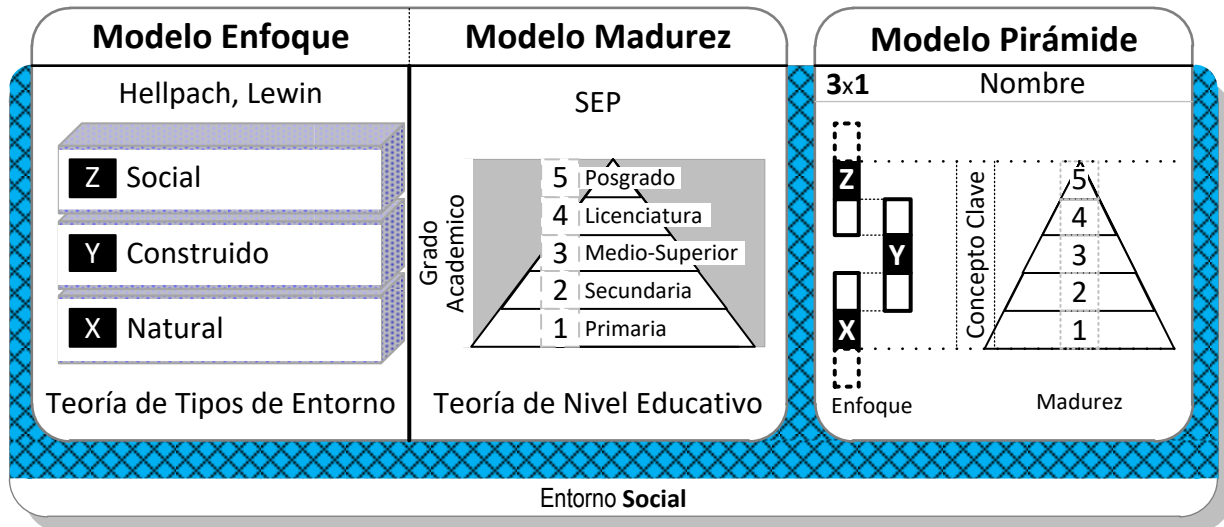 Modelo Enfoque
Hellpach, Lewin
Z Social
Y Construido
X Natural
Teoría de Tipos de Entorno
Modelo Madurez
SEP
Grado
Academico
5 Posgrado
4 Licenciatura
3 Medio-Superior
2 Secundaria
1 Primaria
Teoría de Nivel Educativo
Modelo Pirámide
3x1 Nombre
Z
Y
X
Enfoque
Concepto Clave
5
4
3
2
1
Madurez
Entorno Social